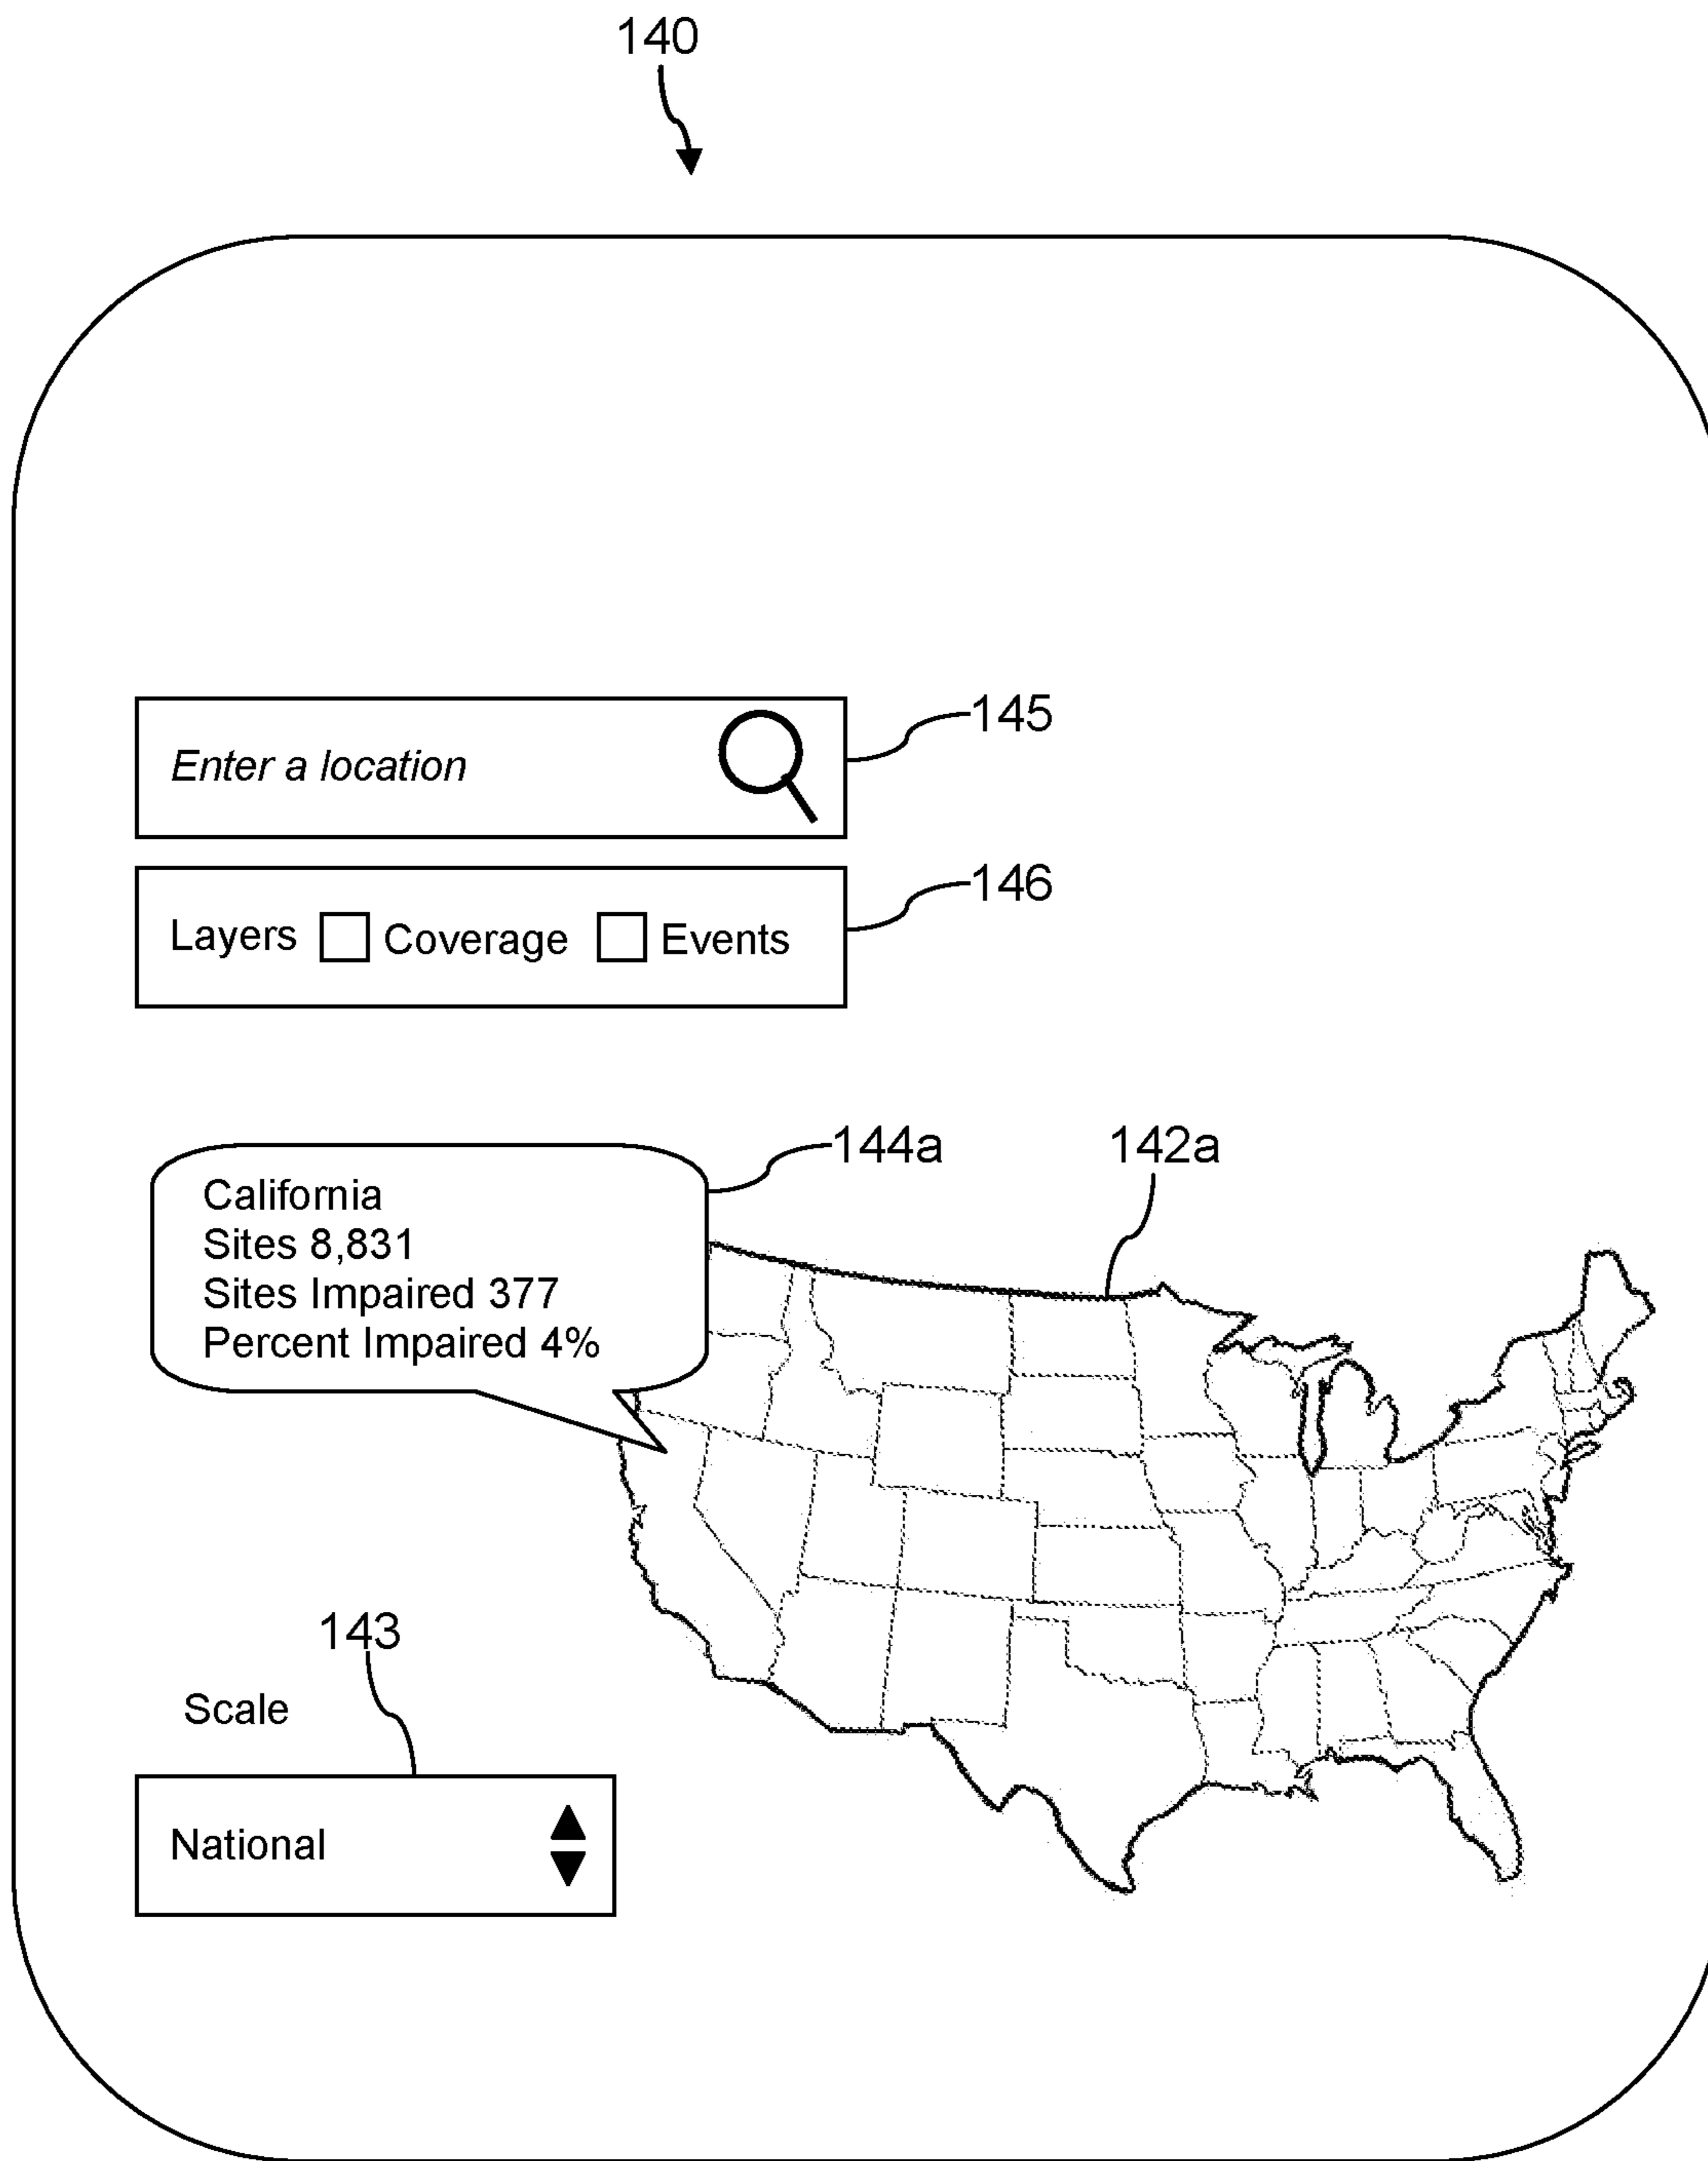 140
Enter a location
145
Layers Coverage Events
146
144a
142a
California
Sites 8,831
Sites Impaired 377
Percent Impaired 4%
143
Scale
National